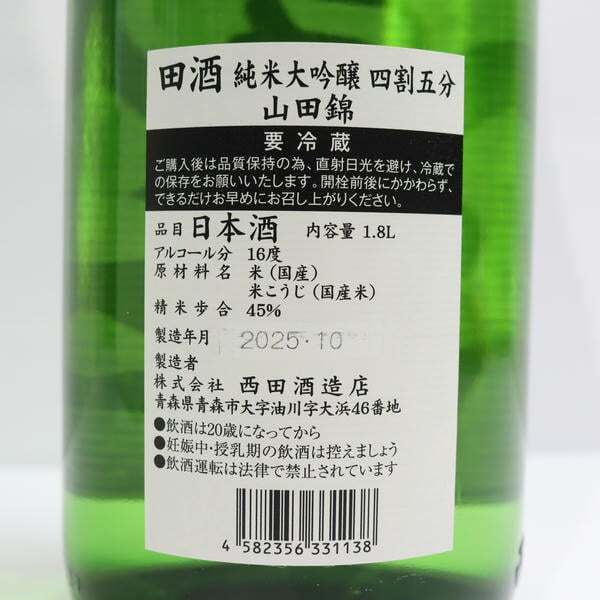 田酒 純米大吟醸 四割五分
山田錦
要冷蔵
ご購入後は品質保持の為、直射日光を避け、冷蔵で
の保存をお願いいたします。開栓前後にかかわらず、
できるだけお早めにお召し上がりください。
品目 日本酒 内容量 1.8L
アルコール分 16度
原材料名 米（国産）
米こうじ（国産米）
精米歩合 45%
製造年月 2025·10
製造者
株式会社 西田酒造店
青森県青森市大字油川字大浜46番地
●飲酒は20歳になってから
●妊娠中・授乳期の飲酒は控えましょう
●飲酒運転は法律で禁止されています
4 582356 331138